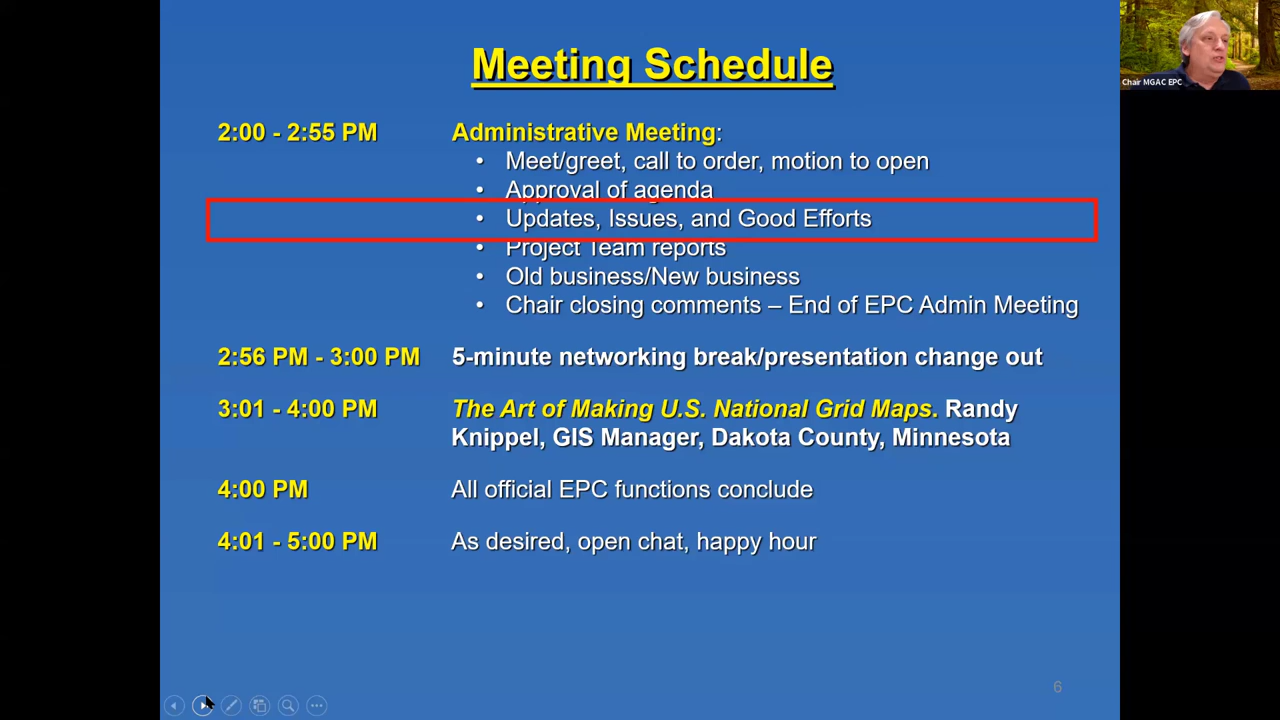 Meeting Schedule
Chair MGAC EPC
2:00 - 2:55 PM Administrative Meeting:
• Meet/greet, call to order, motion to open
• Approval of agenda
• Updates, Issues, and Good Efforts
• Project Team reports
• Old business/New business
• Chair closing comments – End of EPC Admin Meeting
2:56 PM - 3:00 PM 5-minute networking break/presentation change out
3:01 - 4:00 PM The Art of Making U.S. National Grid Maps. Randy
Knippel, GIS Manager, Dakota County, Minnesota
4:00 PM All official EPC functions conclude
4:01 - 5:00 PM As desired, open chat, happy hour
6